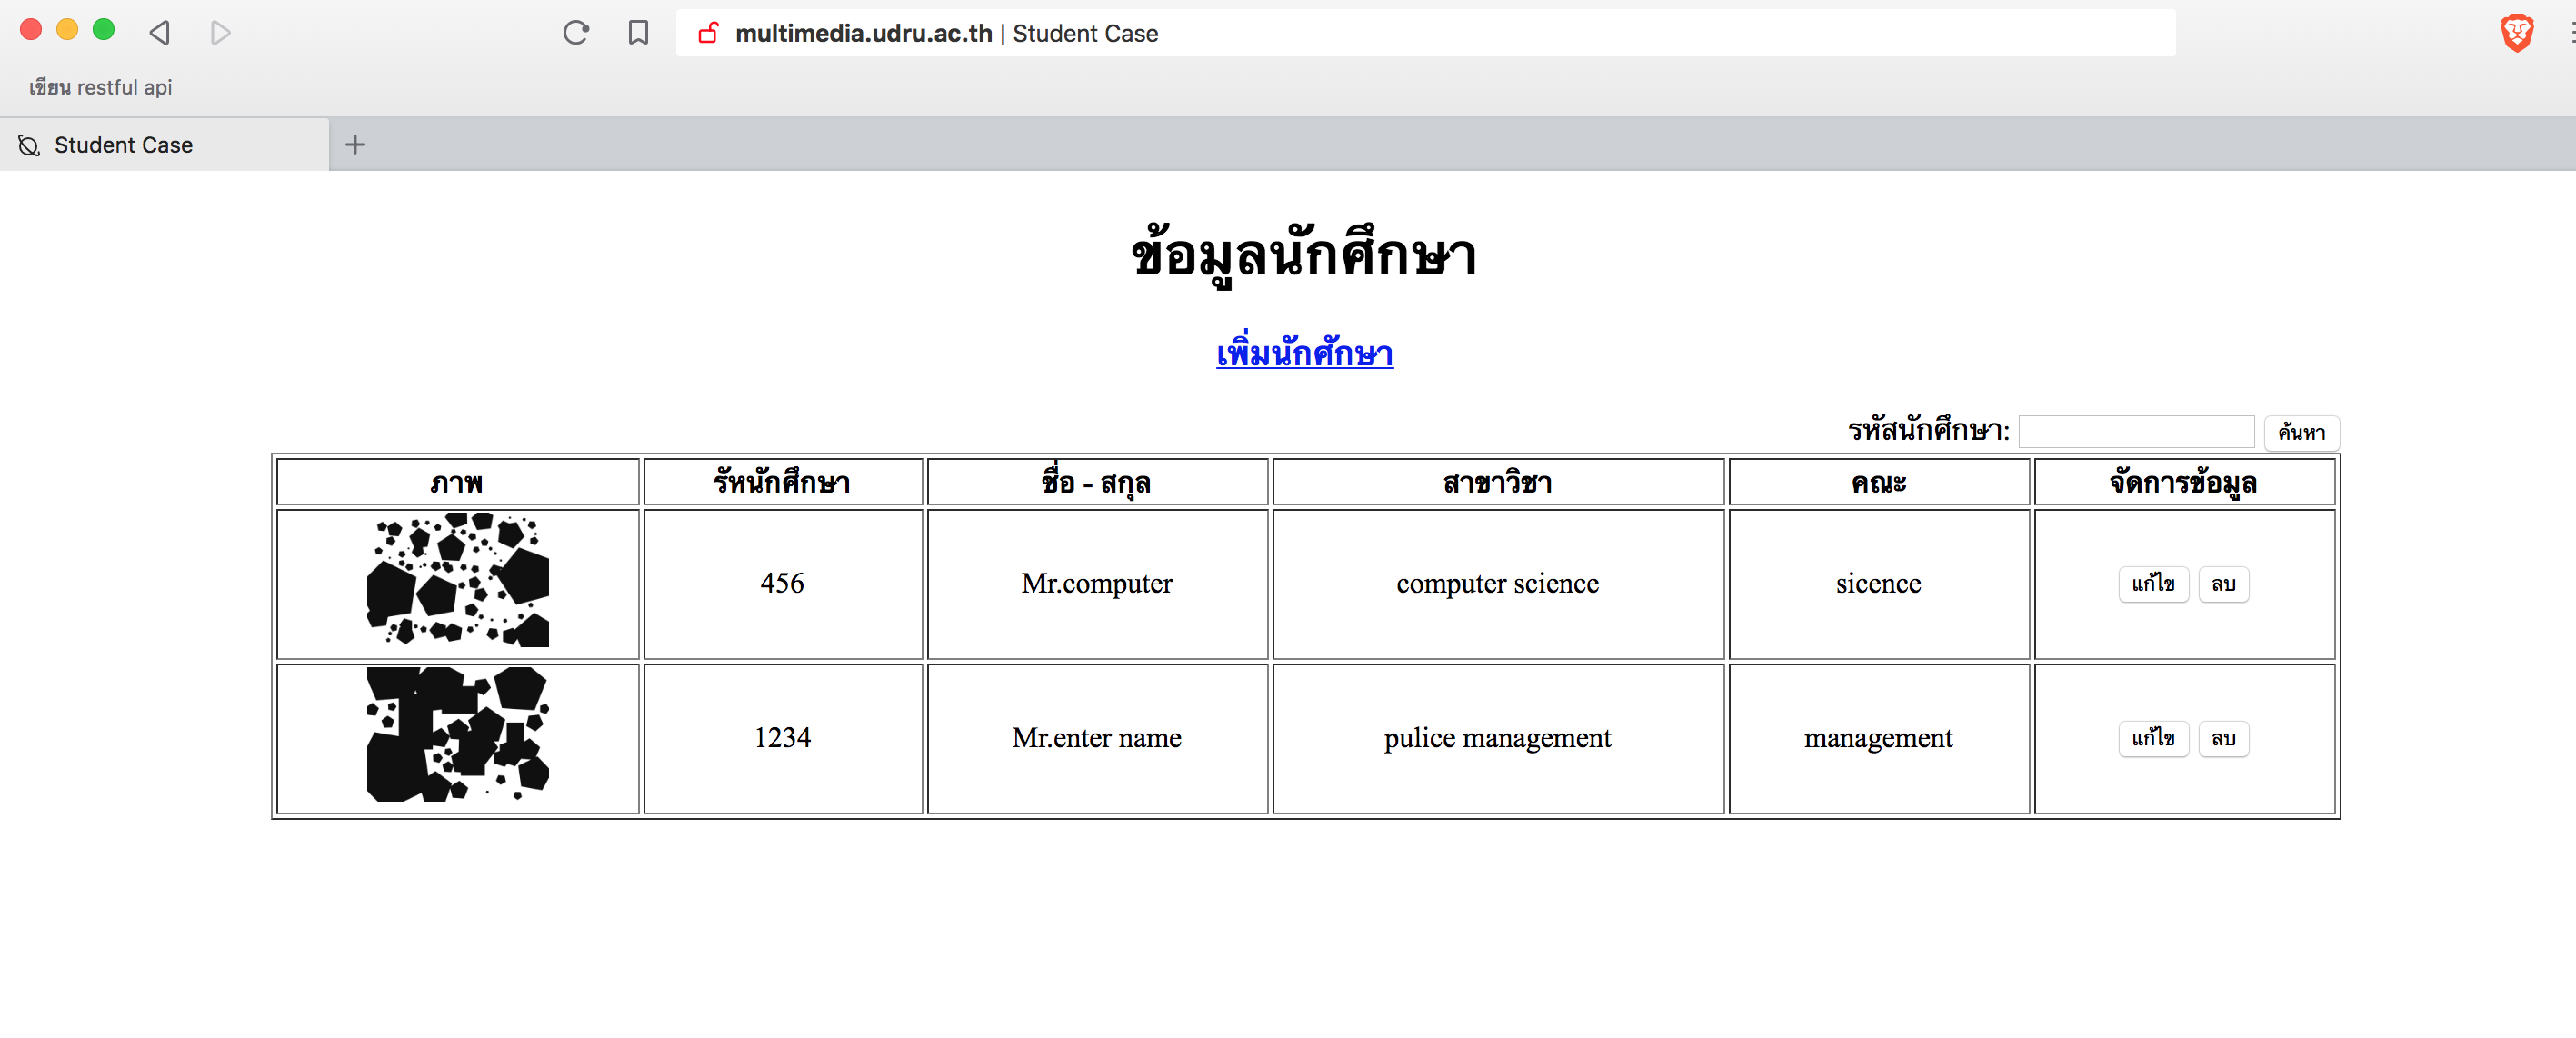 multimedia.udru.ac.th | Student Case
เขียน restful api
Student Case
ข้อมูลนักศึกษา
เพิ่มนักศักษา
รหัสนักศึกษา: ค้นหา
ภาพ รัหนักศึกษา ชื่อ - สกุล สาขาวิชา คณะ จัดการข้อมูล
456 Mr.computer computer science sicence แก้ไข ลบ
1234 Mr.enter name pulice management management แก้ไข ลบ